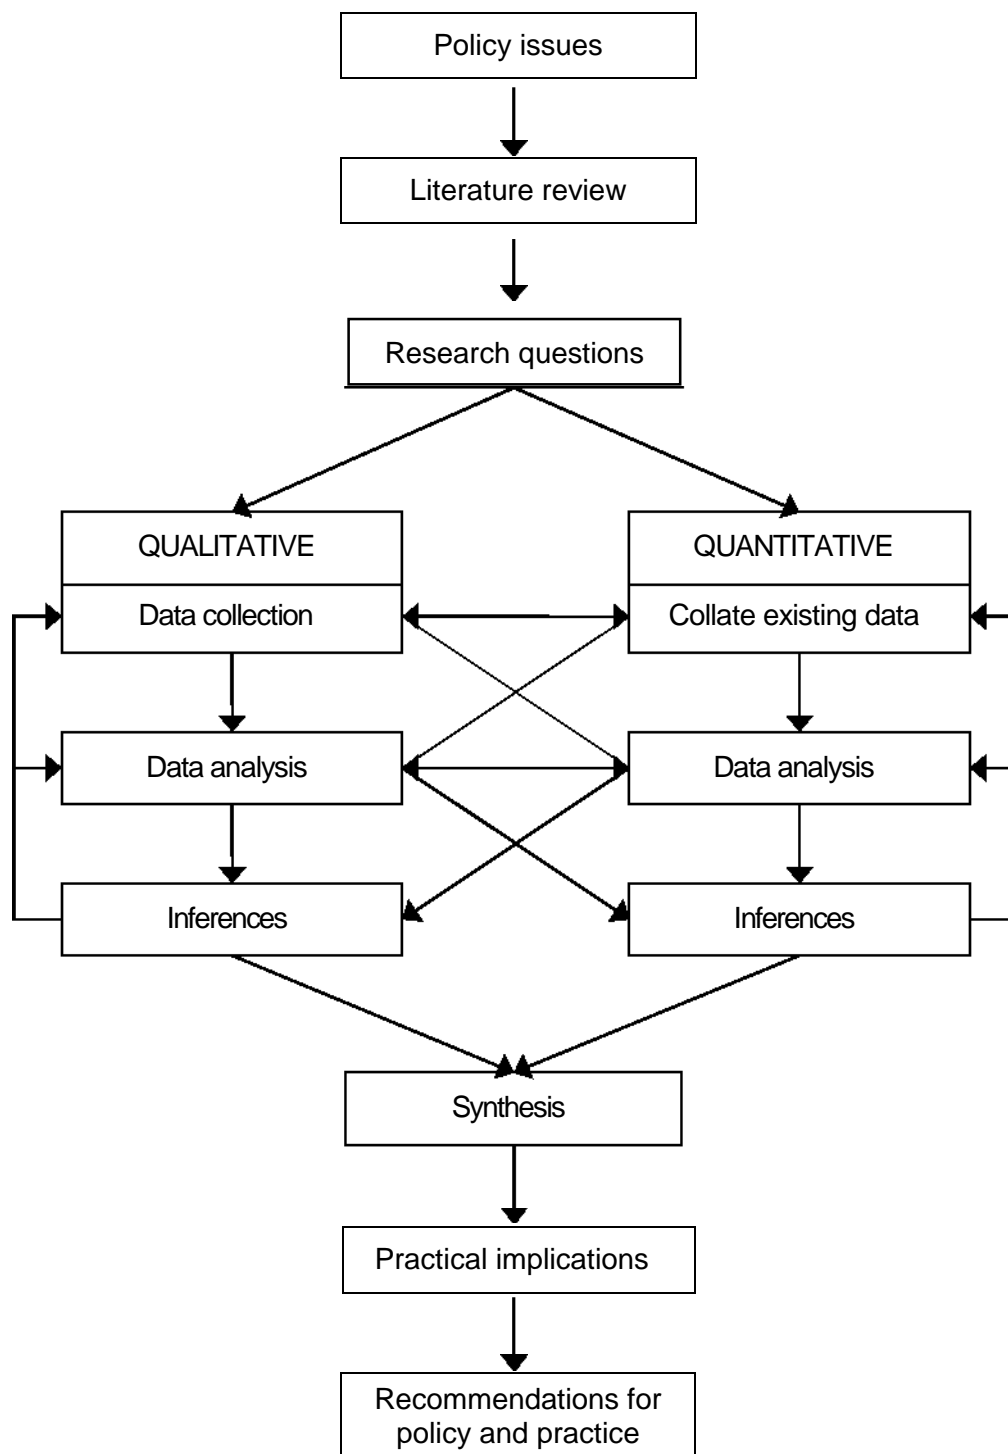 Policy issues
Literature review
Research questions
QUALITATIVE
Data collection
Data analysis
Inferences
QUANTITATIVE
Collate existing data
Data analysis
Inferences
Synthesis
Practical implications
Recommendations for
policy and practice